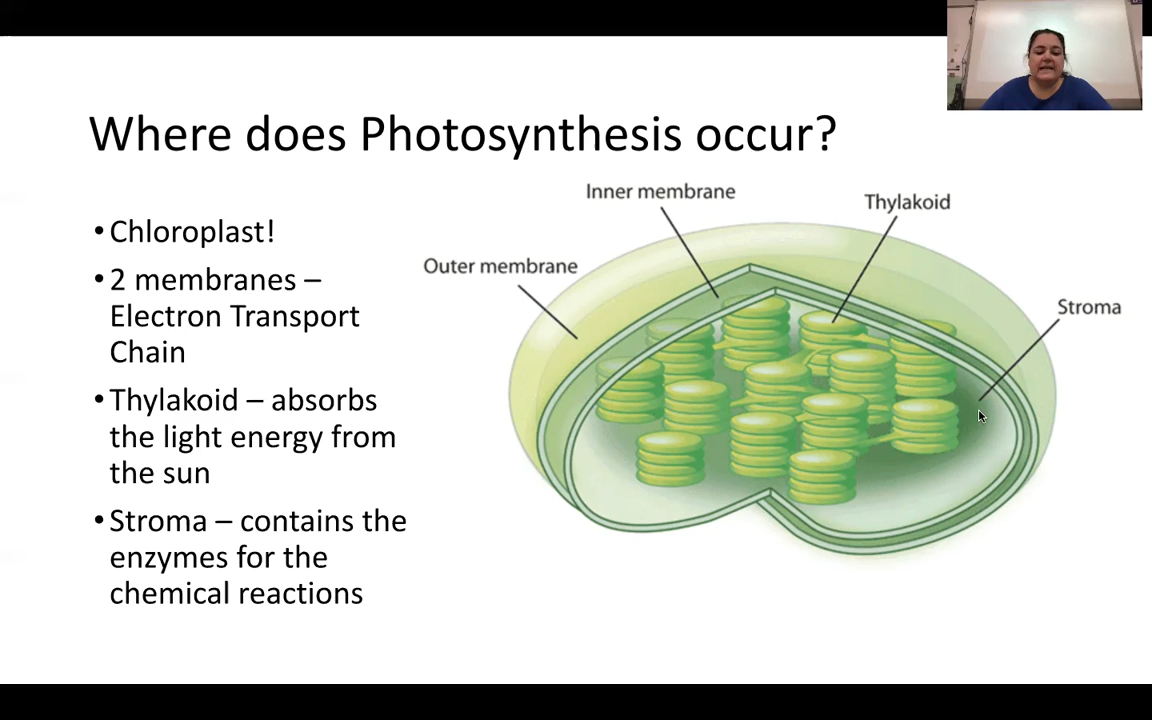 Where does Photosynthesis occur?
• Chloroplast!
• 2 membranes –
Electron Transport
Chain
• Thylakoid – absorbs
the light energy from
the sun
• Stroma – contains the
enzymes for the
chemical reactions
Inner membrane
Thylakoid
Outer membrane
Stroma